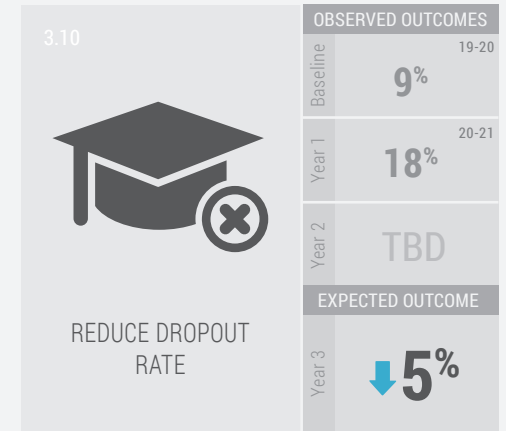 3.10
REDUCE DROPOUT
RATE
OBSERVED OUTCOMES
Baseline
19-20
9%
Year 1
20-21
18%
Year 2
TBD
EXPECTED OUTCOME
Year 3
5%